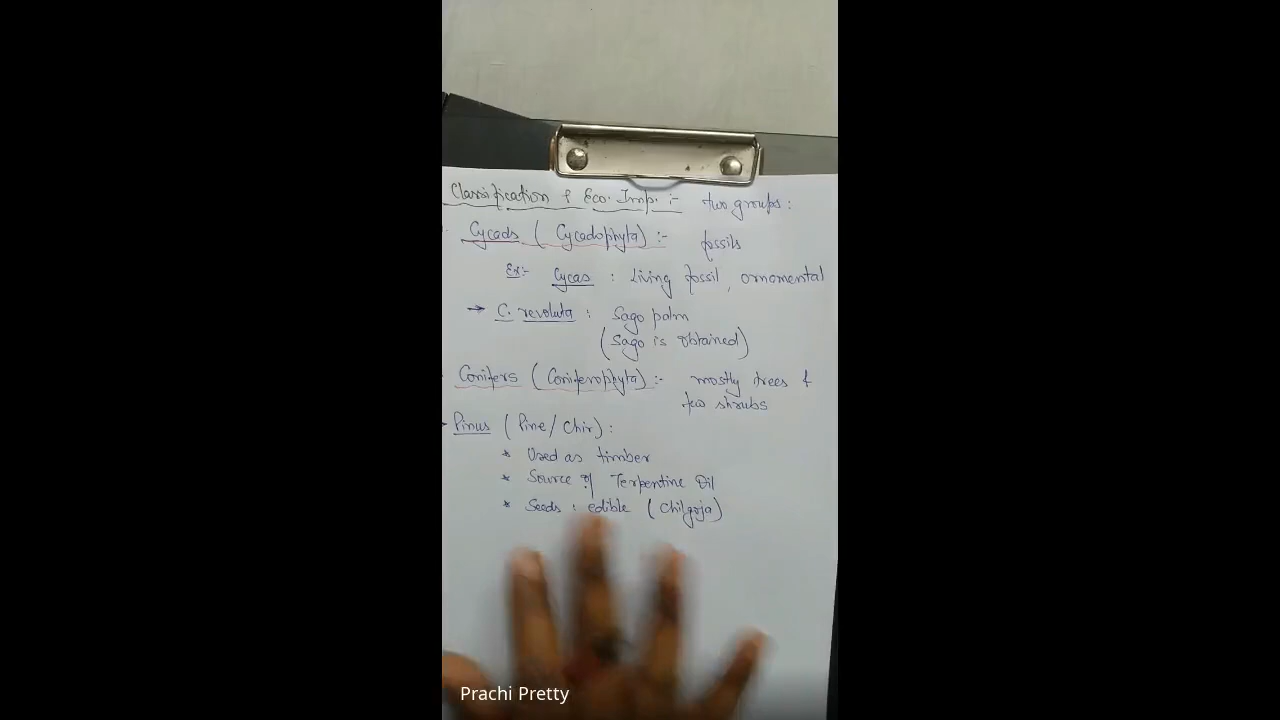 Classification & Eco. Imp. :- two groups :
Cycads ( Cycadophyta) :- fossils
Ex:- Cycas : Living fossil, ornomental
→ C. revoluta : Sago palm
(Sago is obtained)
Conifers ( Coniferophyta) :- mostly trees &
few shrubs
Pinus ( Pine/ Chir) :
* Used as timber
* Source of Terpentine Oil
* Seeds : edible ( Chilgoja)
Prachi Pretty